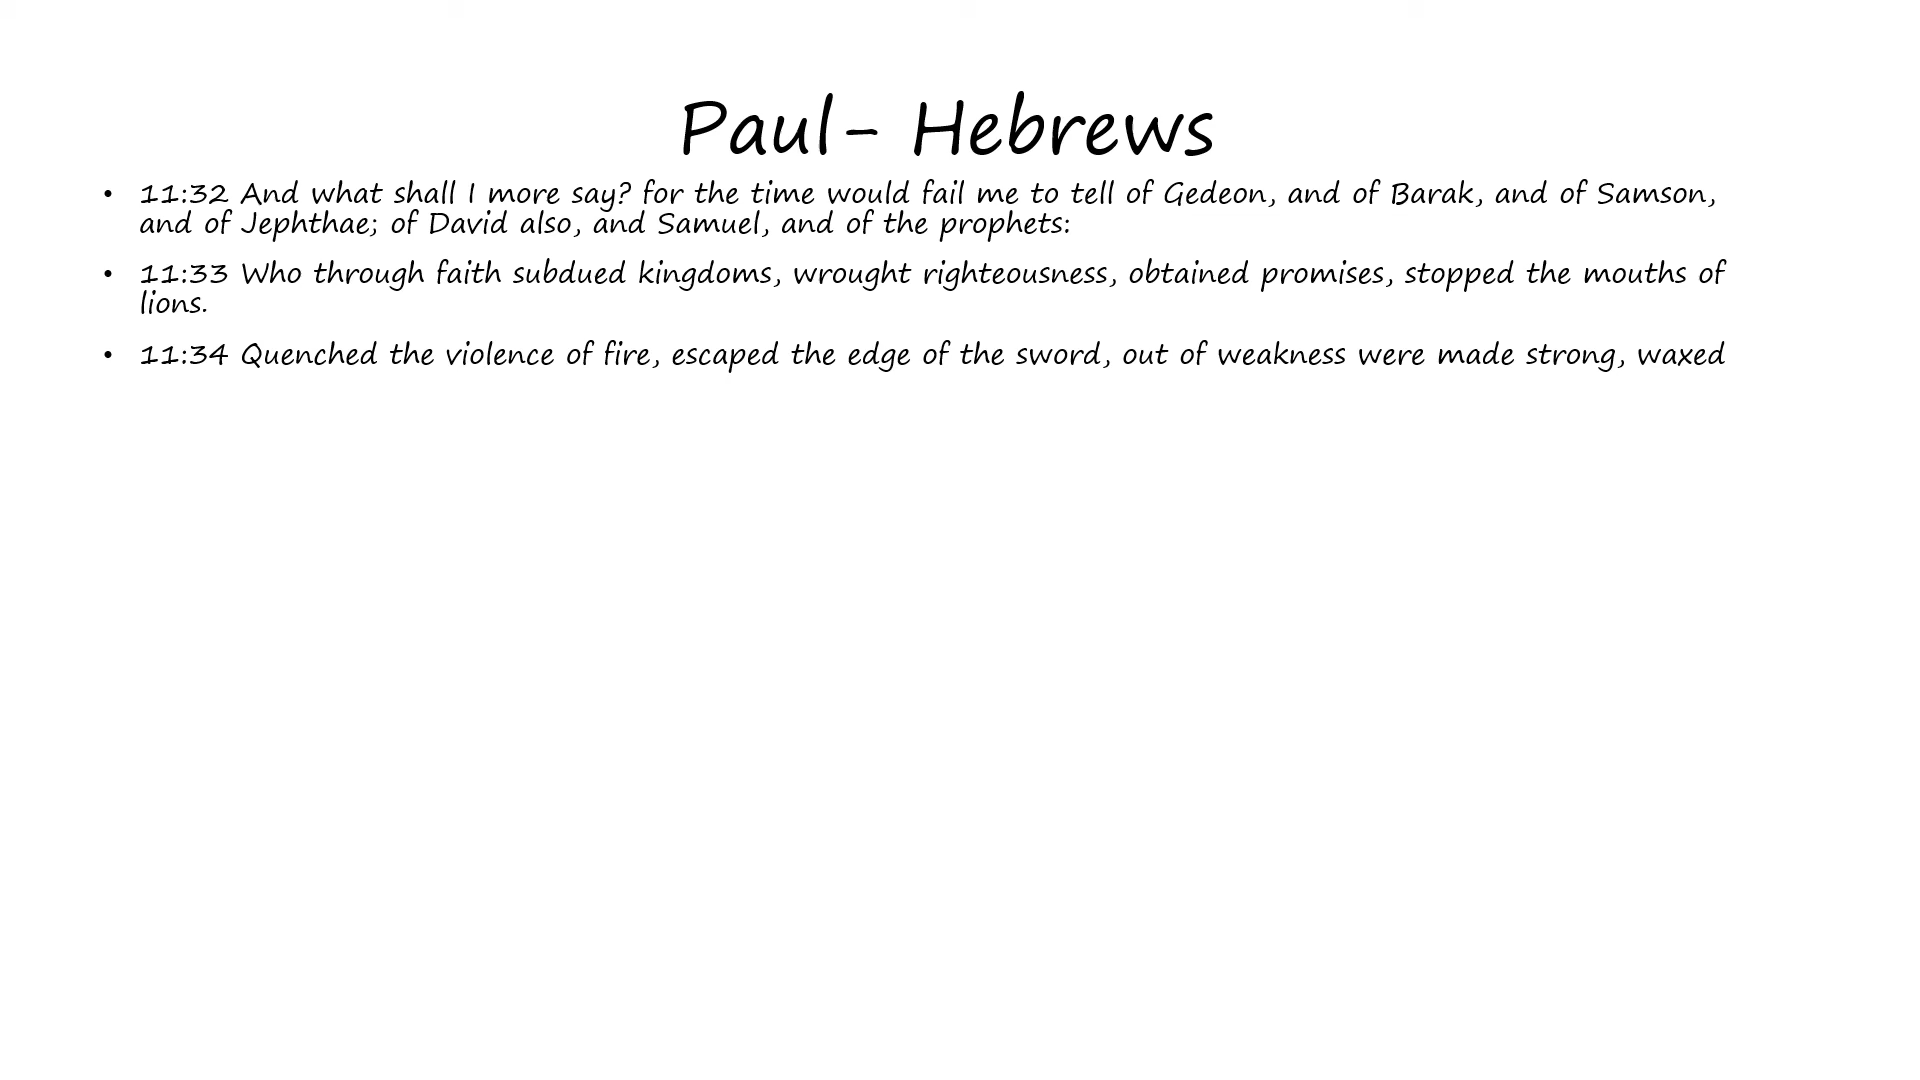 Paul- Hebrews
• 11:32 And what shall I more say? for the time would fail me to tell of Gedeon, and of Barak, and of Samson,
and of Jephthae; of David also, and Samuel, and of the prophets:
• 11:33 Who through faith subdued kingdoms, wrought righteousness, obtained promises, stopped the mouths of
lions.
• 11:34 Quenched the violence of fire, escaped the edge of the sword, out of weakness were made strong, waxed